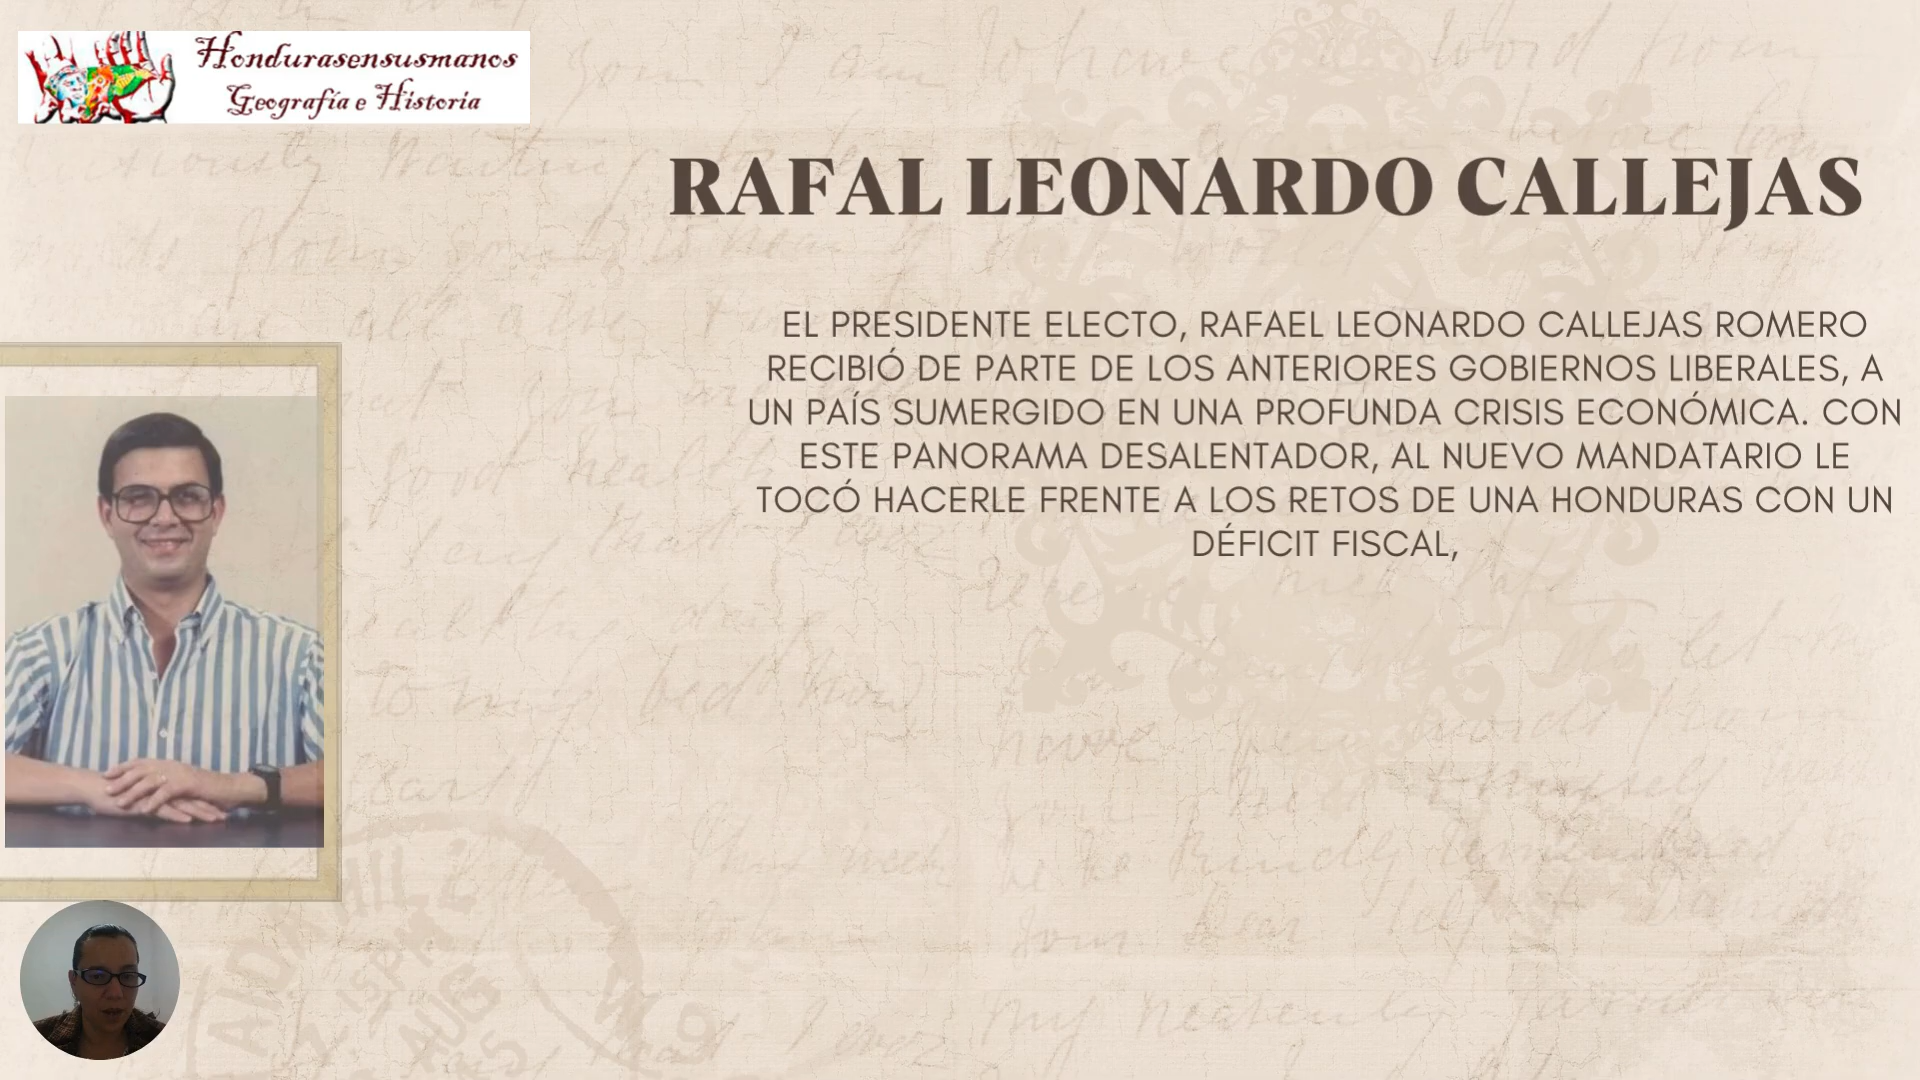 Hondurasensusmanos
Geografía e Historia
RAFAL LEONARDO CALLEJAS
EL PRESIDENTE ELECTO, RAFAEL LEONARDO CALLEJAS ROMERO
RECIBIÓ DE PARTE DE LOS ANTERIORES GOBIERNOS LIBERALES, A
UN PAÍS SUMERGIDO EN UNA PROFUNDA CRISIS ECONÓMICA. CON
ESTE PANORAMA DESALENTADOR, AL NUEVO MANDATARIO LE
TOCÓ HACERLE FRENTE A LOS RETOS DE UNA HONDURAS CON UN
DÉFICIT FISCAL,